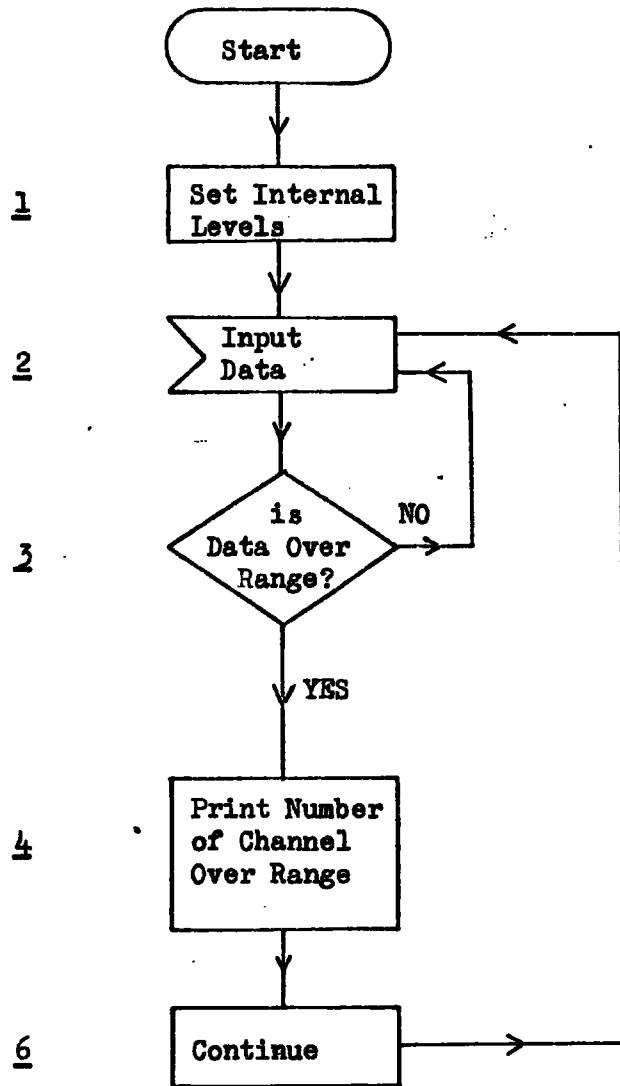 Start
1
Set Internal
Levels
2
Input
Data
3
is
Data Over
Range?
NO
YES
4
Print Number
of Channel
Over Range
6
Continue